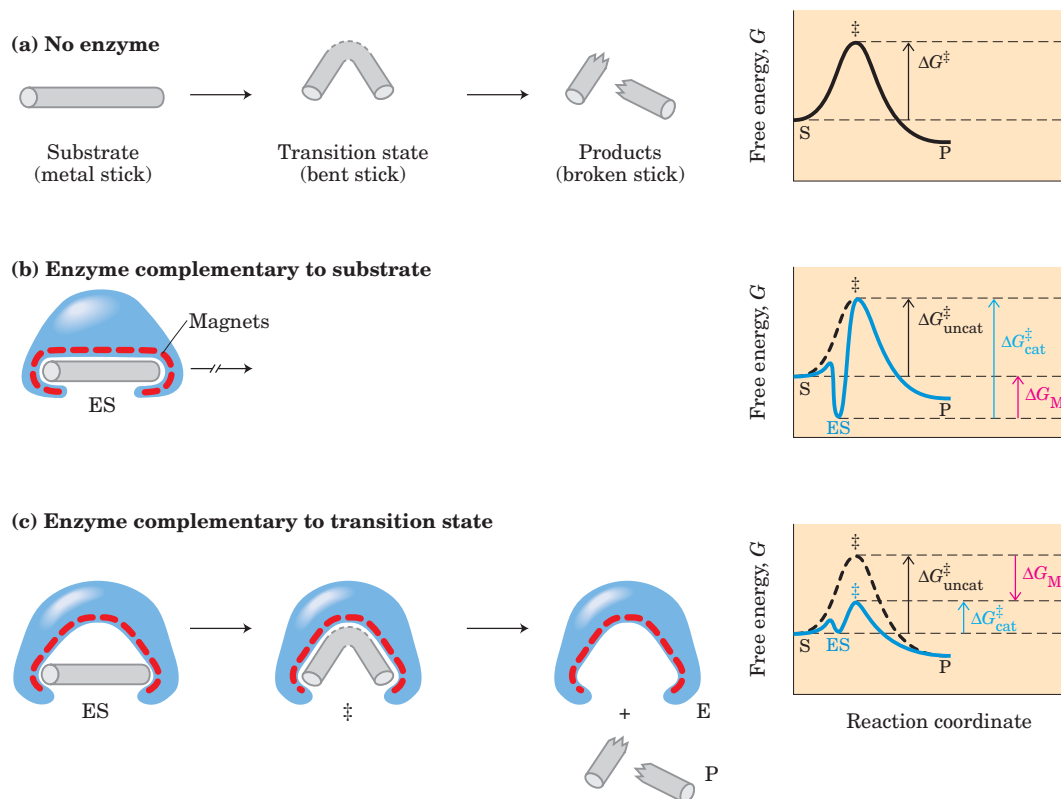 (a) No enzyme
Substrate
(metal stick)
Transition state
(bent stick)
Products
(broken stick)
Free energy, G
‡
ΔG‡
S
P
(b) Enzyme complementary to substrate
Magnets
ES
Free energy, G
‡
ΔG‡uncat
ΔG‡cat
ΔGM
S
ES
P
(c) Enzyme complementary to transition state
ES
‡
+
E
P
Free energy, G
‡
‡
ΔG‡uncat
ΔGM
ΔG‡cat
S
ES
P
Reaction coordinate